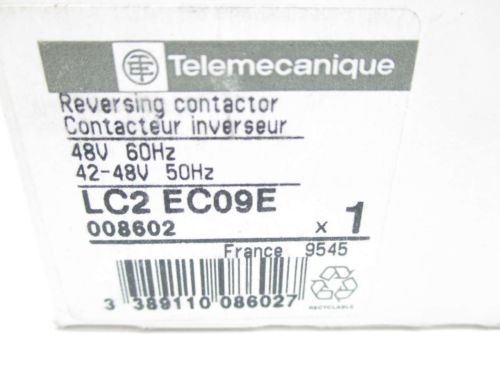 Telemecanique
Reversing contactor
Contacteur inverseur
48V 60Hz
42-48V 50Hz
LC2 EC09E
008602 x 1
France 9545
3 389110 086027
RECYCLABLE